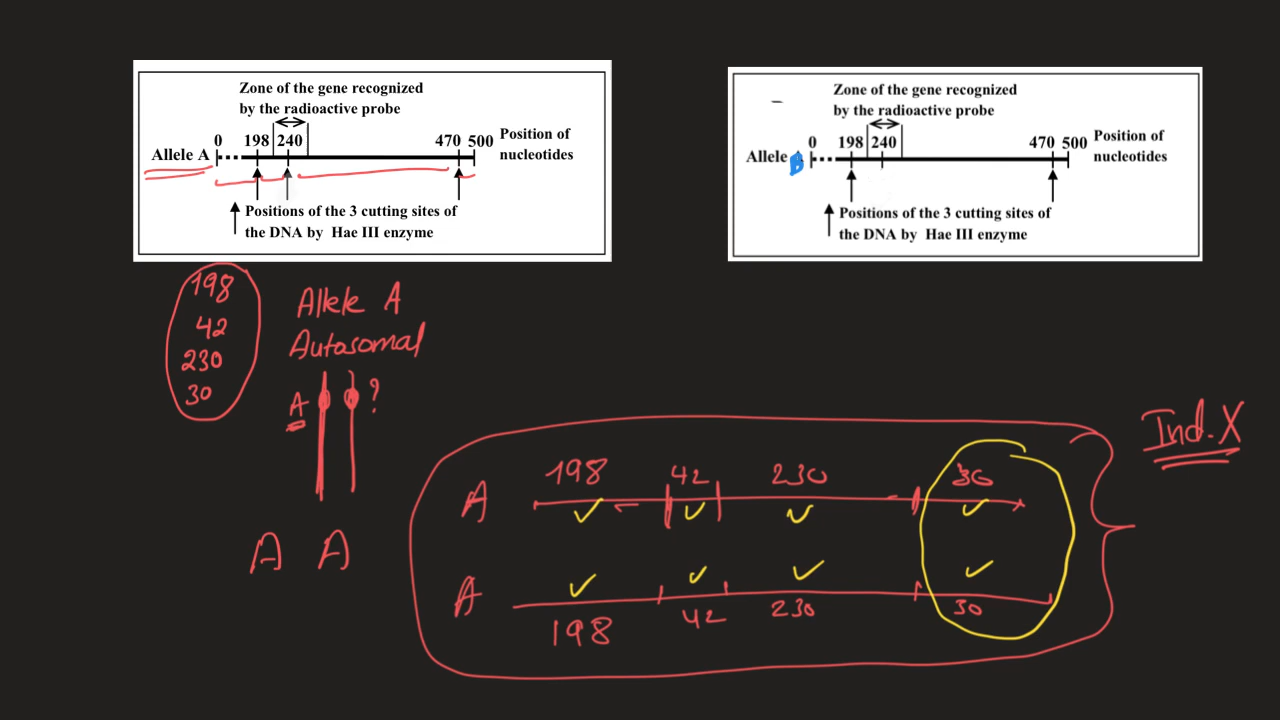 Zone of the gene recognized
by the radioactive probe
0 198 240 470 500 Position of
Allele A nucleotides
Positions of the 3 cutting sites of
the DNA by Hae III enzyme
Zone of the gene recognized
by the radioactive probe
0 198 240 470 500 Position of
Allele B nucleotides
Positions of the 3 cutting sites of
the DNA by Hae III enzyme
198
42
230
30
Allele A
Autosomal
A ?
A A
Ind. X
198 42 230 30
A
A
198 42 230 30